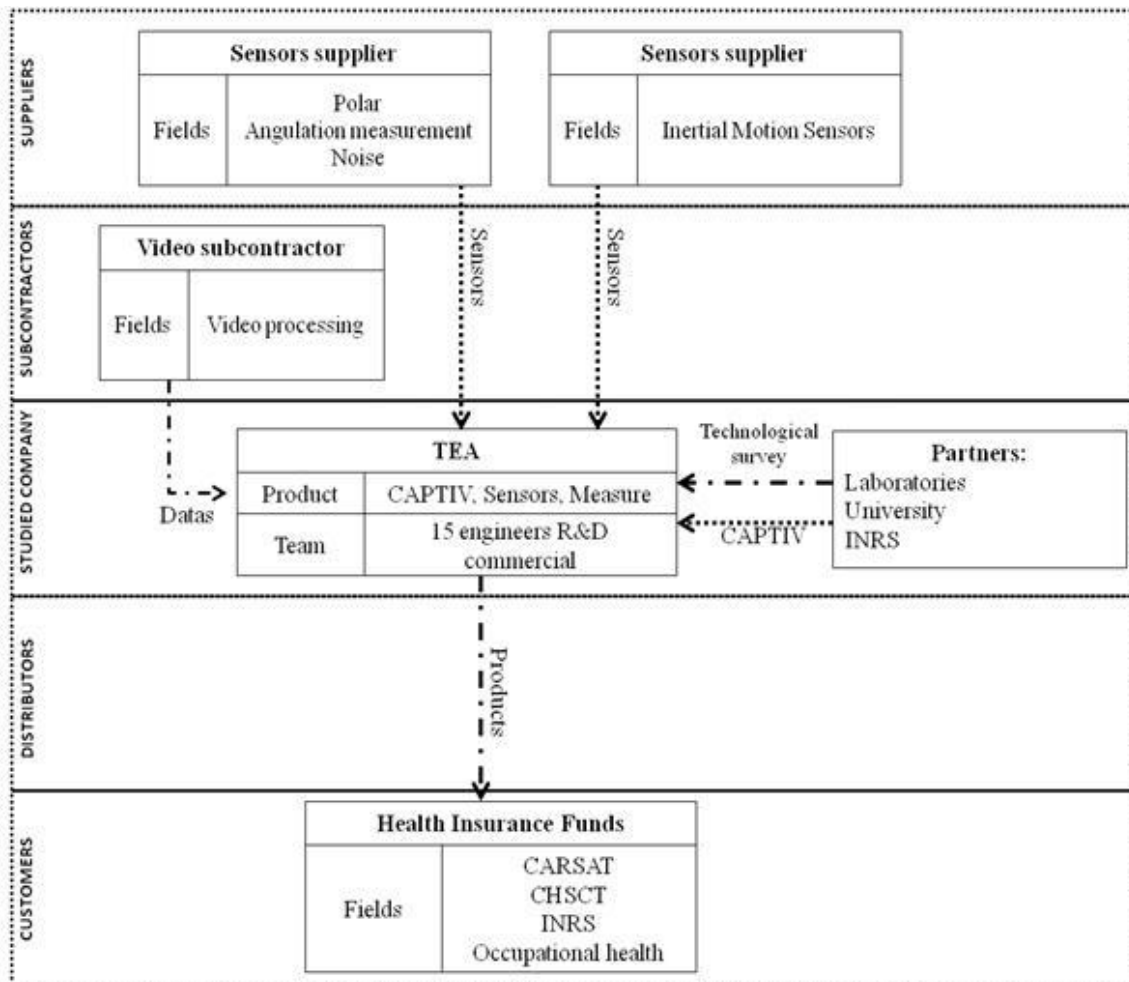 SUPPLIERS
Sensors supplier
Fields
Polar
Angulation measurement
Noise
Sensors supplier
Fields
Inertial Motion Sensors
SUBCONTRACTORS
Video subcontractor
Fields
Video processing
Sensors
Sensors
STUDIED COMPANY
Datas
TEA
Product
CAPTIV, Sensors, Measure
Team
15 engineers R&D
commercial
Technological
survey
CAPTIV
Partners:
Laboratories
University
INRS
DISTRIBUTORS
Products
CUSTOMERS
Health Insurance Funds
Fields
CARSAT
CHSCT
INRS
Occupational health